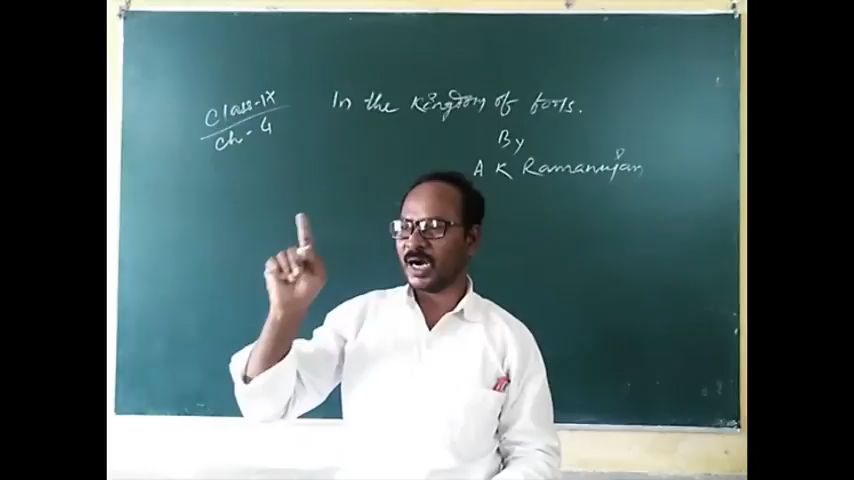 Class-IX
Ch-4
In the Kingdom of fools.
By
A K Ramanujan